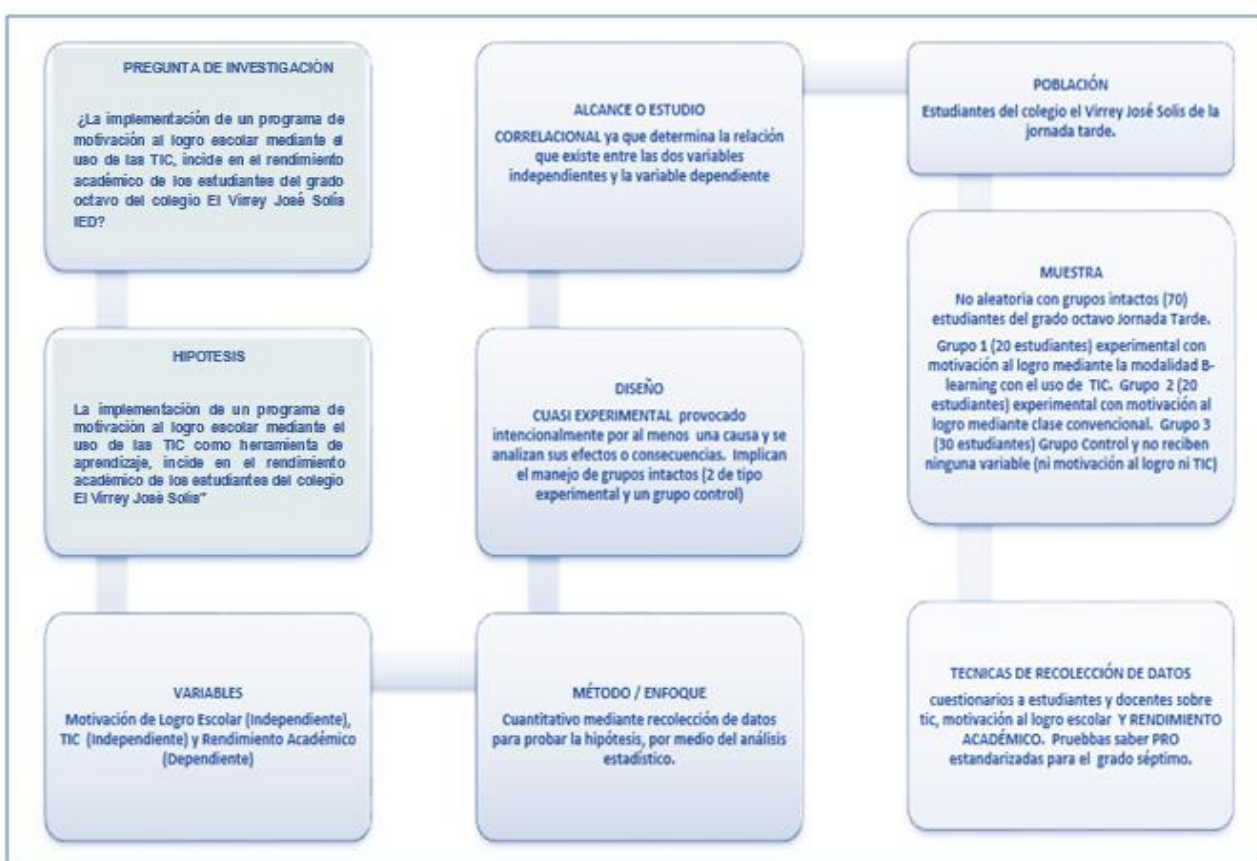 PREGUNTA DE INVESTIGACIÓN
¿La implementación de un programa de
motivación al logro escolar mediante el
uso de las TIC, incide en el rendimiento
académico de los estudiantes del grado
octavo del colegio El Virrey José Solís
IED?
HIPOTESIS
La implementación de un programa de
motivación al logro escolar mediante el
uso de las TIC como herramienta de
aprendizaje, incide en el rendimiento
académico de los estudiantes del colegio
El Virrey José Solís"
VARIABLES
Motivación de Logro Escolar (Independiente),
TIC (Independiente) y Rendimiento Académico
(Dependiente)
MÉTODO / ENFOQUE
Cuantitativo mediante recolección de datos
para probar la hipótesis, por medio del análisis
estadístico.
DISEÑO
CUASI EXPERIMENTAL provocado
intencionalmente por al menos una causa y se
analizan sus efectos o consecuencias. Implican
el manejo de grupos intactos (2 de tipo
experimental y un grupo control)
ALCANCE O ESTUDIO
CORRELACIONAL ya que determina la relación
que existe entre las dos variables
independientes y la variable dependiente
POBLACIÓN
Estudiantes del colegio el Virrey José Solis de la
jornada tarde.
MUESTRA
No aleatoria con grupos intactos (70)
estudiantes del grado octavo Jornada Tarde.
Grupo 1 (20 estudiantes) experimental con
motivación al logro mediante la modalidad B-
learning con el uso de TIC. Grupo 2 (20
estudiantes) experimental con motivación al
logro mediante clase convencional. Grupo 3
(30 estudiantes) Grupo Control y no reciben
ninguna variable (ni motivación al logro ni TIC)
TECNICAS DE RECOLECCIÓN DE DATOS
cuestionarios a estudiantes y docentes sobre
tic, motivación al logro escolar Y RENDIMIENTO
ACADÉMICO. Pruebbas saber PRO
estandarizadas para el grado séptimo.